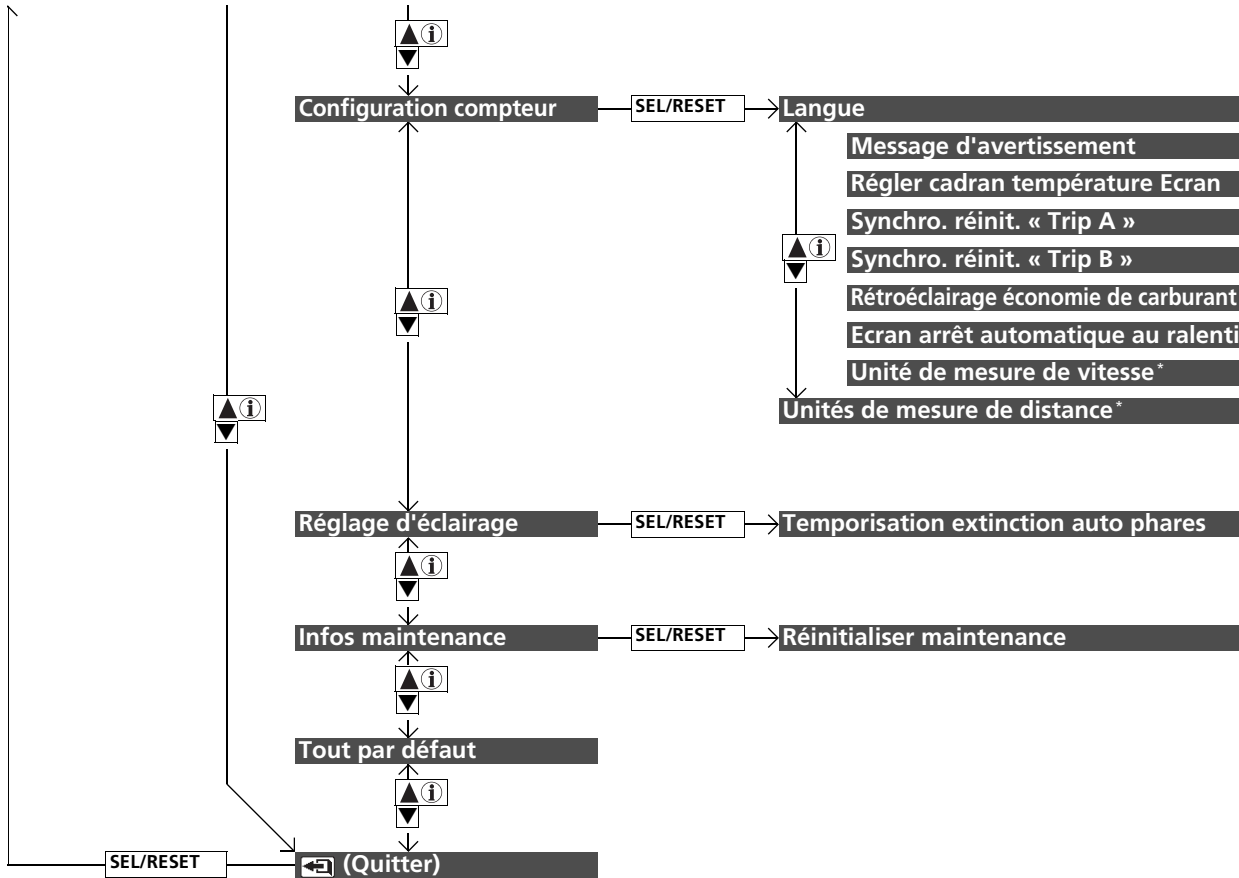 Configuration compteur SEL/RESET Langue
Message d'avertissement
Régler cadran température Ecran
Synchro. réinit. « Trip A »
Synchro. réinit. « Trip B »
Rétroéclairage économie de carburant
Ecran arrêt automatique au ralenti
Unité de mesure de vitesse*
Unités de mesure de distance*
Réglage d'éclairage SEL/RESET Temporisation extinction auto phares
Infos maintenance SEL/RESET Réinitialiser maintenance
Tout par défaut
SEL/RESET (Quitter)